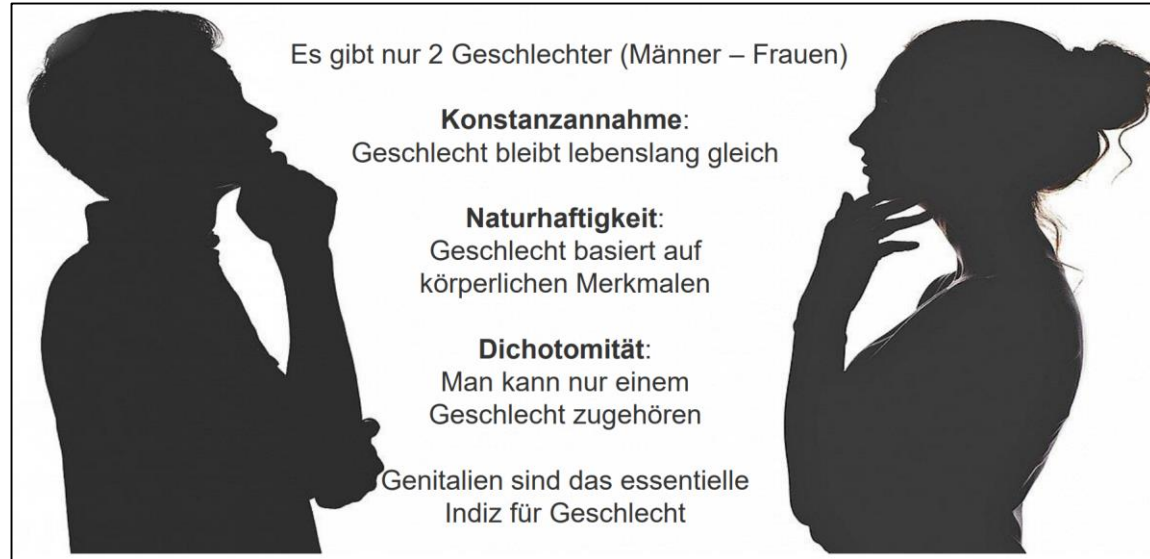 Es gibt nur 2 Geschlechter (Männer – Frauen)
Konstanzannahme:
Geschlecht bleibt lebenslang gleich
Naturhaftigkeit:
Geschlecht basiert auf
körperlichen Merkmalen
Dichotomität:
Man kann nur einem
Geschlecht zugehören
Genitalien sind das essentielle
Indiz für Geschlecht